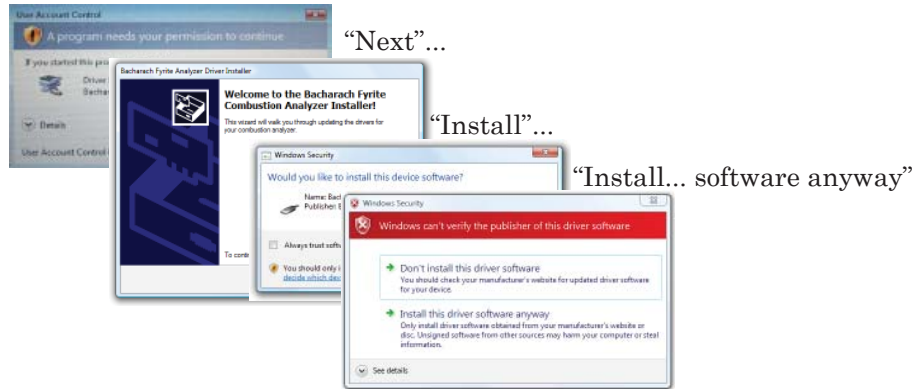 User Account Control
A program needs your permission to continue
If you started this pro
Driver
Bacha
Details
User Account Control
“Next”...
Bacharach Fyrite Analyzer Driver Installer
Welcome to the Bacharach Fyrite
Combustion Analyzer Installer!
This wizard will walk you through updating the drivers for
your combustion analyzer.
To cont
“Install”...
Windows Security
Would you like to install this device software?
Name: Bac
Publisher: B
Always trust soft
You should only i
decide which dev
“Install... software anyway”
Windows Security
Windows can't verify the publisher of this driver software
Don't install this driver software
You should check your manufacturer's website for updated driver software
for your device.
Install this driver software anyway
Only install driver software obtained from your manufacturer's website or
disc. Unsigned software from other sources may harm your computer or steal
information.
See details